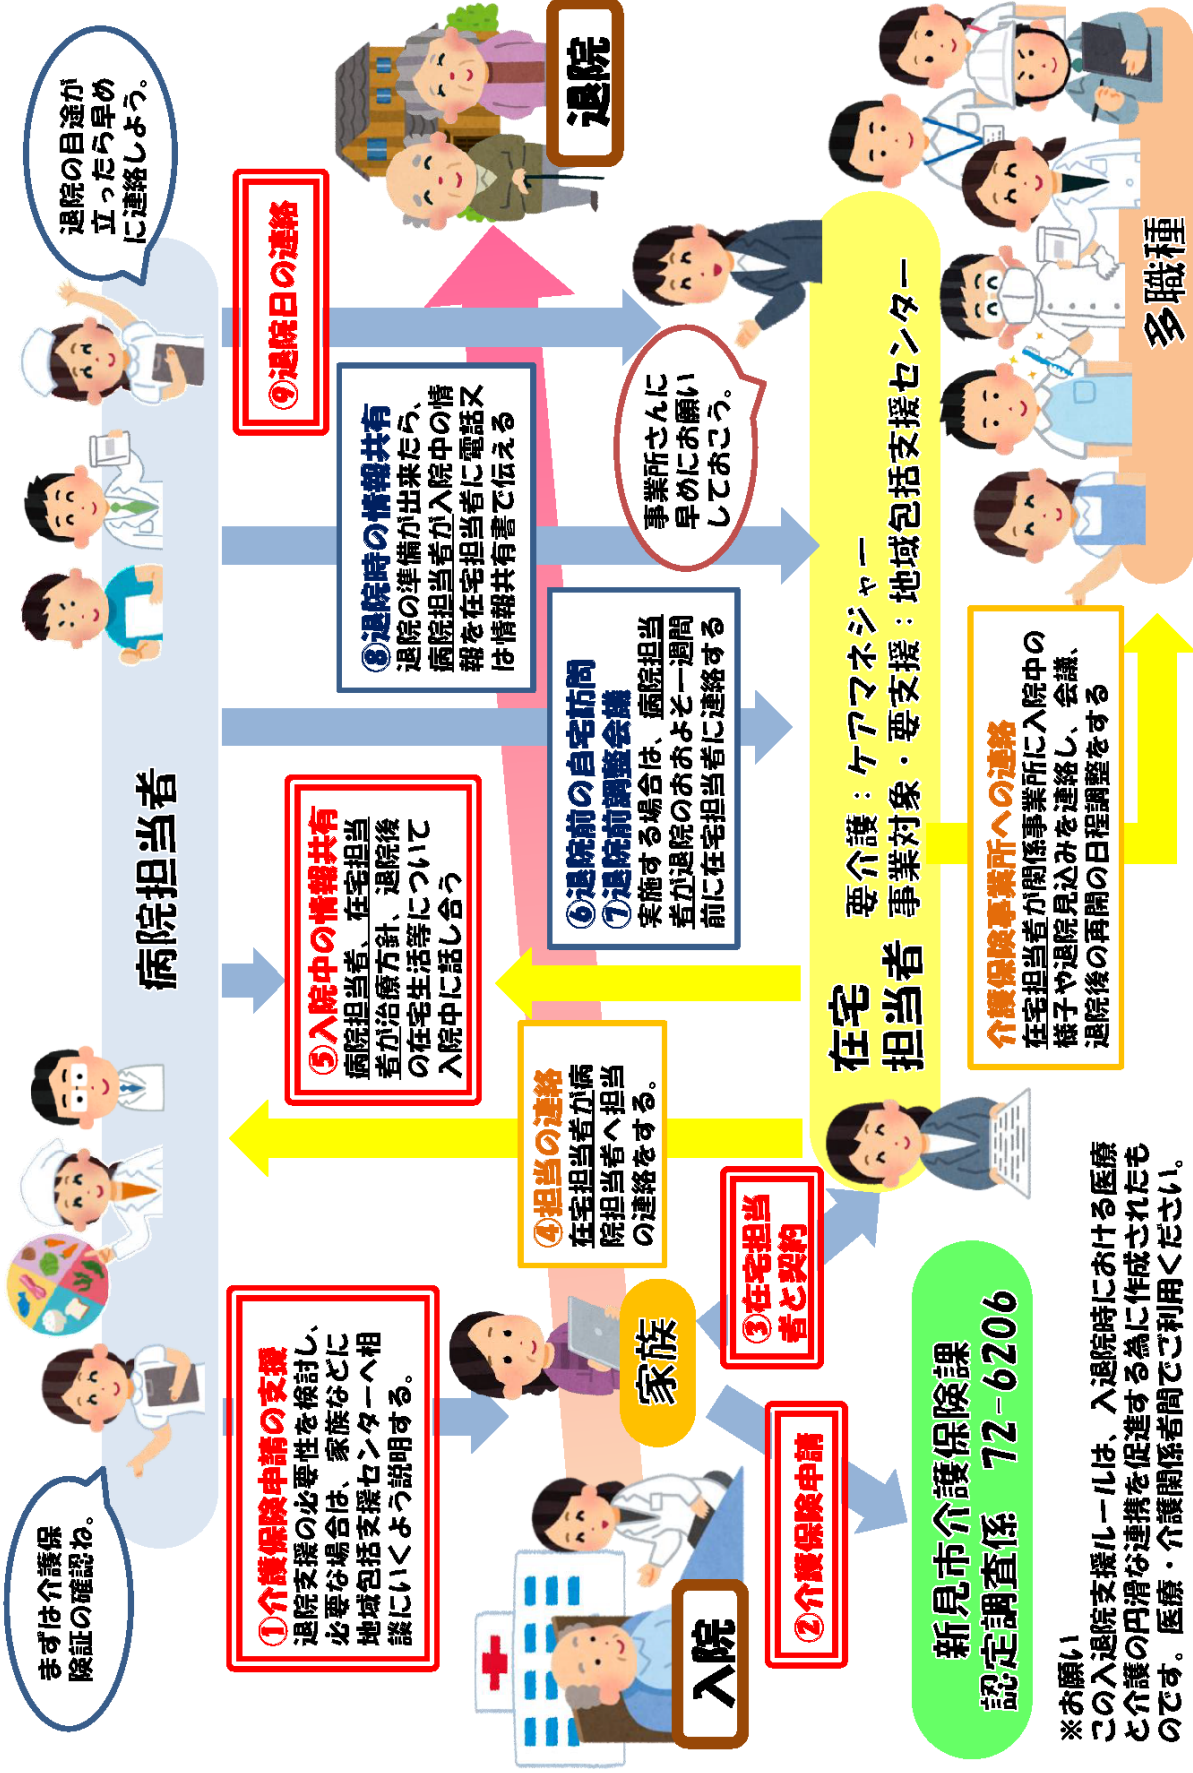 まずは介護保
険証の確認ね。
病院担当者
退院の目途が
立ったら早め
に連絡しよう。
①介護保険申請の支援
退院支援の必要性を検討し、
必要な場合は、家族などに
地域包括支援センターへ相
談にいくよう説明する。
⑤入院中の情報共有
病院担当者、在宅担当
者が治療方針、退院後
の在宅生活等について
入院中に話し合う
⑧退院時の情報共有
退院の準備が出来たら、
病院担当者が入院中の情
報を在宅担当者に電話又
は情報共有書で伝える
⑨退院日の連絡
入院
家族
④担当の連絡
在宅担当者が病
院担当者へ担当
の連絡をする。
⑥退院前の自宅訪問
⑦退院前調整会議
実施する場合は、病院担当
者が退院のおおよそ一週間
前に在宅担当者に連絡する
退院
事業所さんに
早めにお願い
しておこう。
②介護保険申請
③在宅担当
者と契約
在宅
担当者
要介護：ケアマネジャー
事業対象・要支援：地域包括支援センター
新見市介護保険課
認定調査係　72-6206
介護保険事業所への連絡
在宅担当者が関係事業所に入院中の
様子や退院見込みを連絡し、会議、
退院後の再開の日程調整をする
多職種
※お願い
この入退院支援ルールは、入退院時における医療
と介護の円滑な連携を促進する為に作成されたも
のです。医療・介護関係者間でご利用ください。